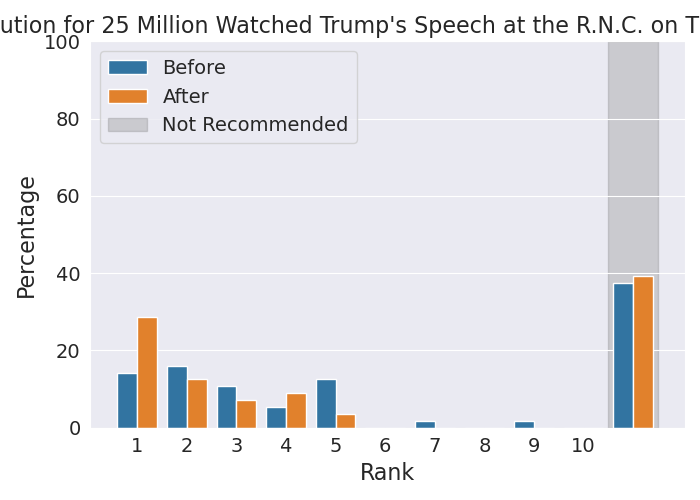 ution for 25 Million Watched Trump's Speech at the R.N.C. on T
100
80
60
40
20
0
Percentage
Before
After
Not Recommended
1 2 3 4 5 6 7 8 9 10
Rank